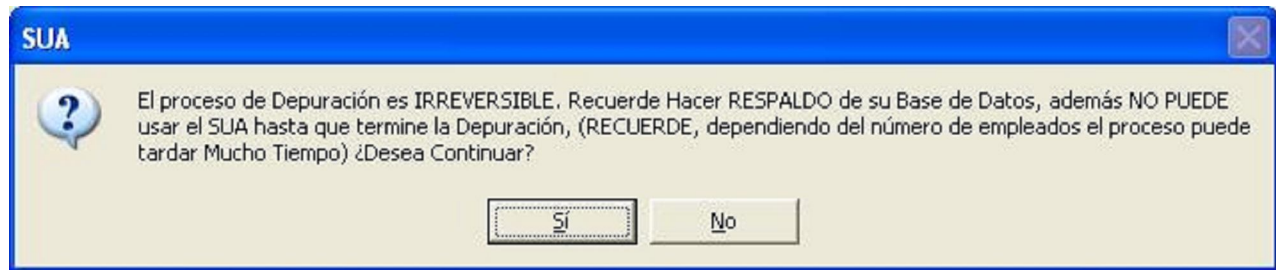 SUA
El proceso de Depuración es IRREVERSIBLE. Recuerde Hacer RESPALDO de su Base de Datos, además NO PUEDE
usar el SUA hasta que termine la Depuración, (RECUERDE, dependiendo del número de empleados el proceso puede
tardar Mucho Tiempo) ¿Desea Continuar?
Sí
No